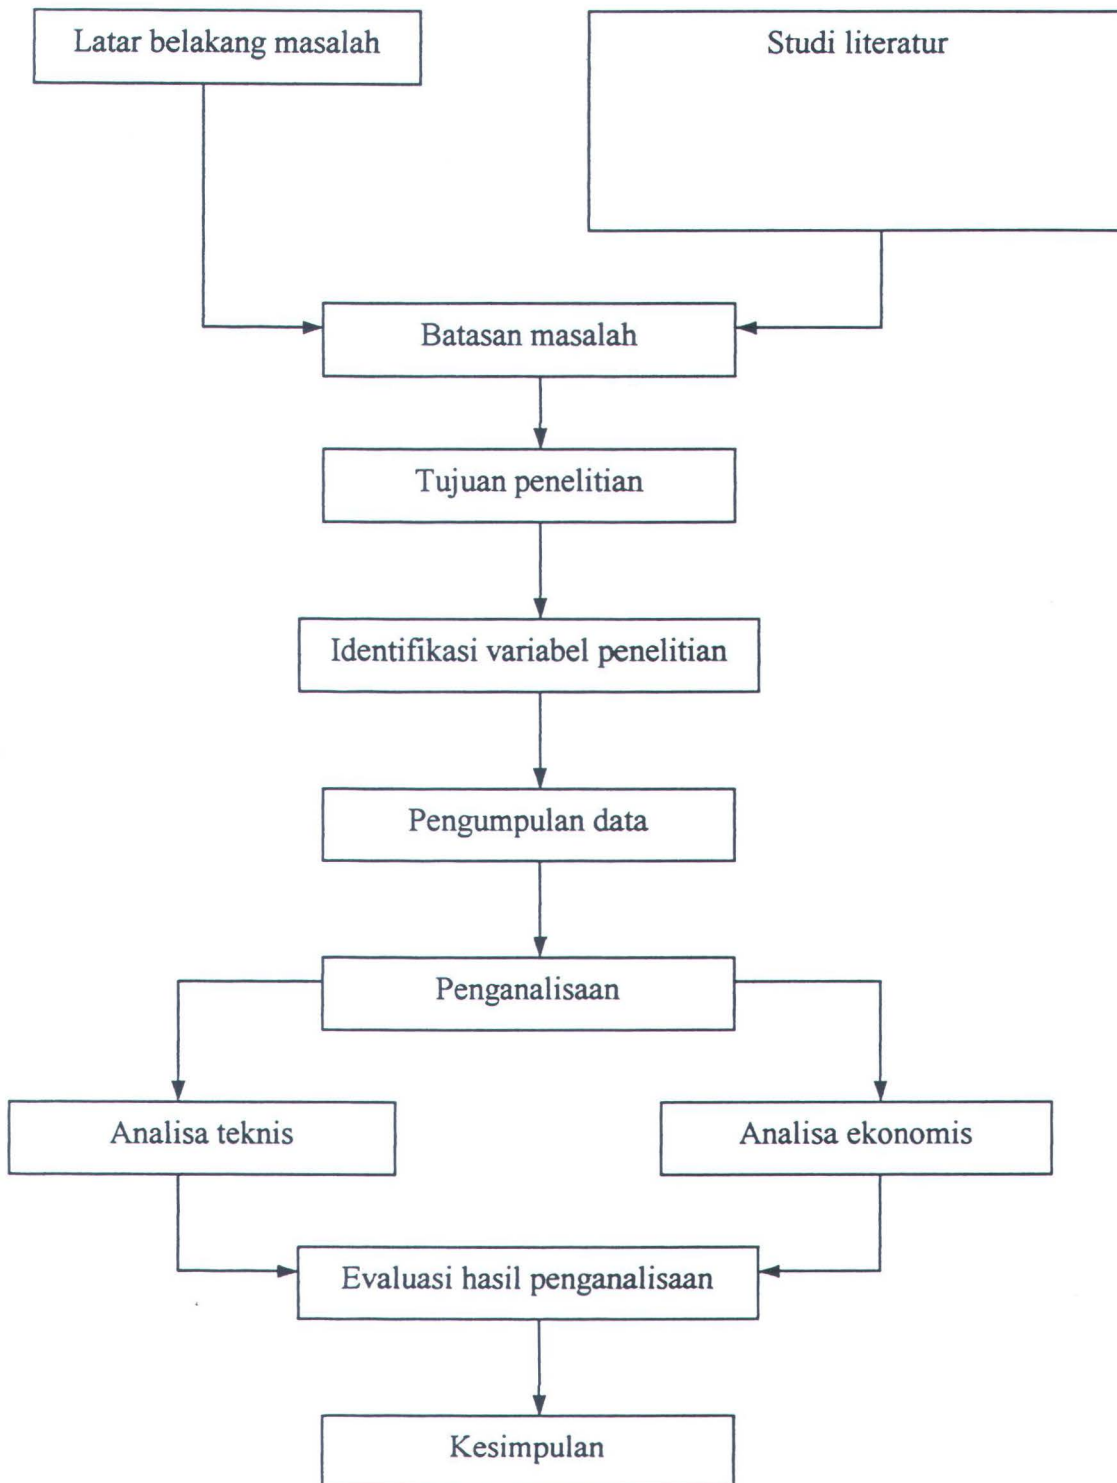 Latar belakang masalah
Studi literatur
Batasan masalah
Tujuan penelitian
Identifikasi variabel penelitian
Pengumpulan data
Penganalisaan
Analisa teknis
Analisa ekonomis
Evaluasi hasil penganalisaan
Kesimpulan